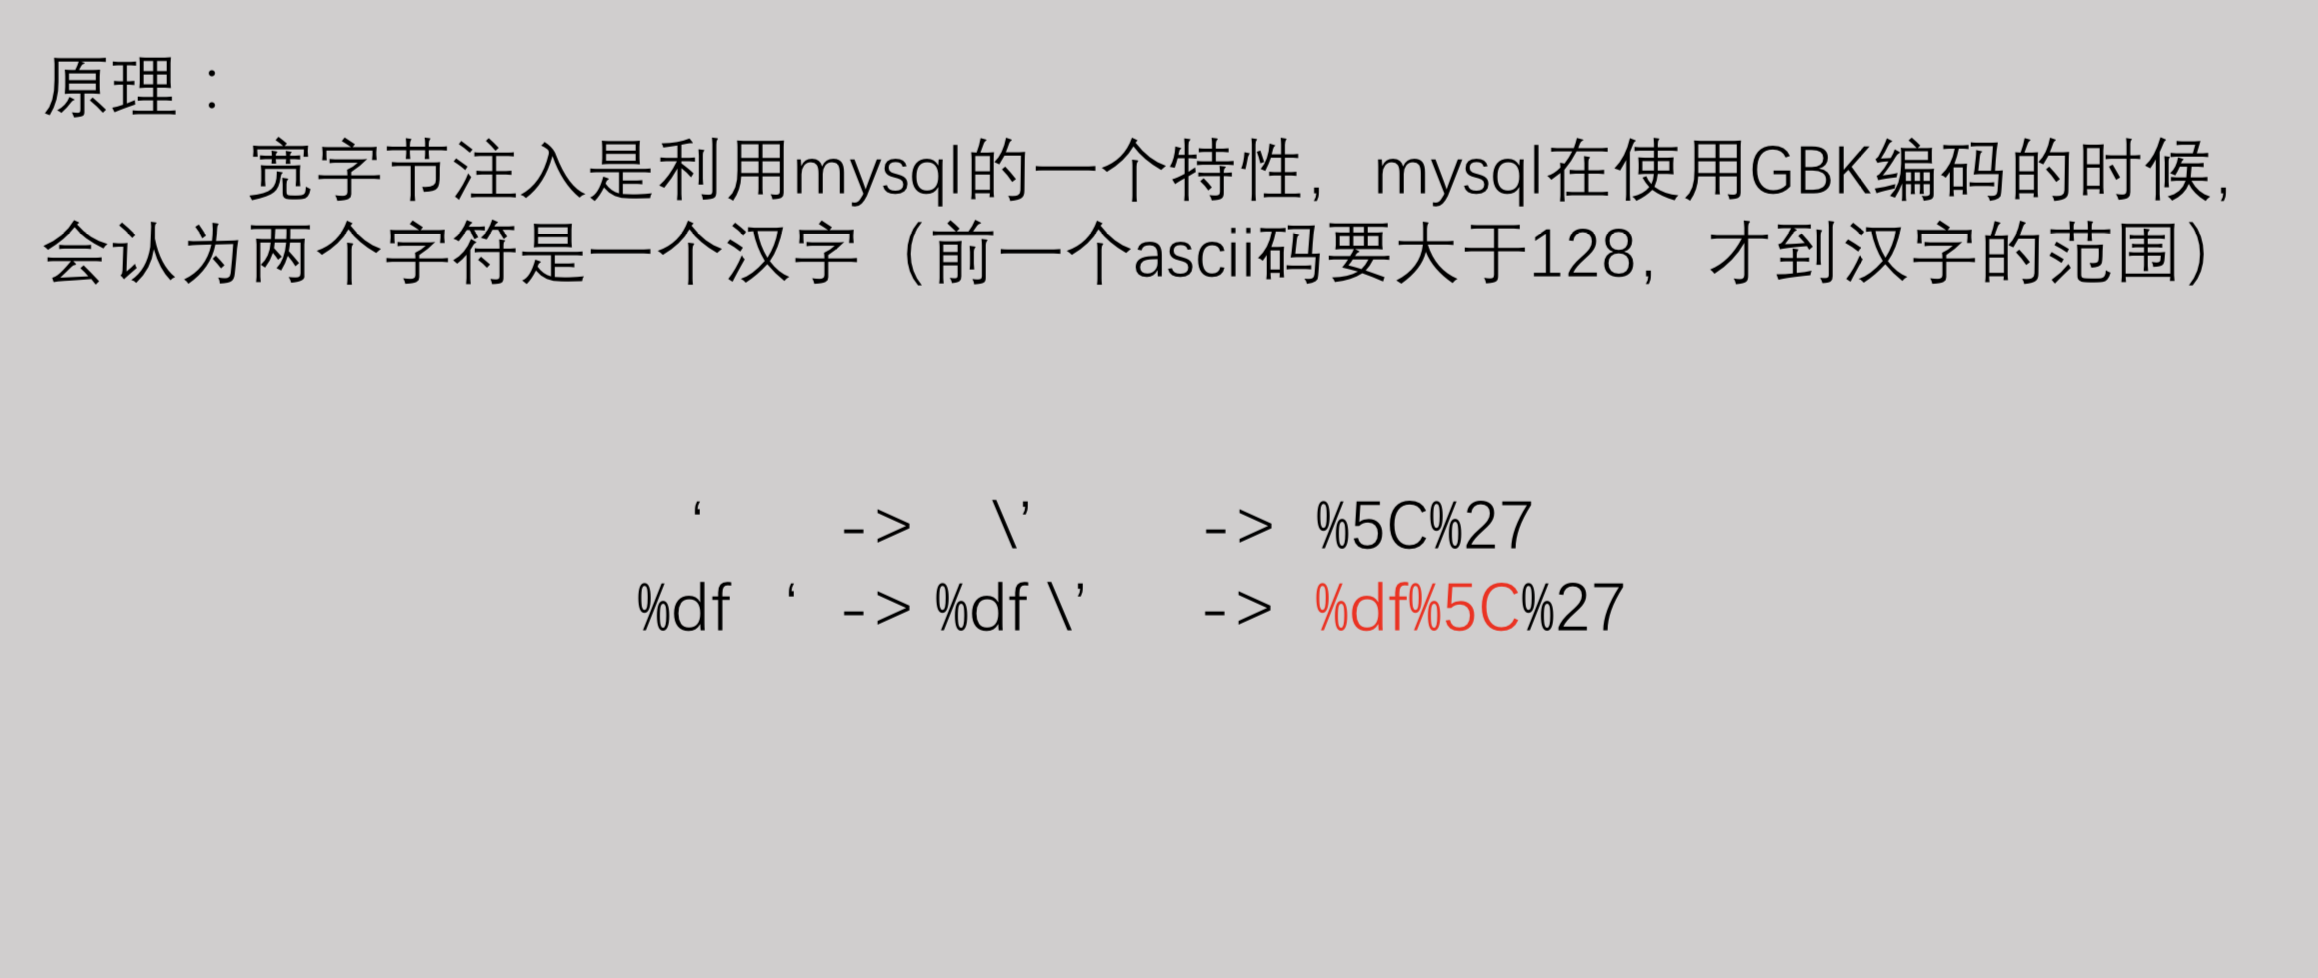 原理：
宽字节注入是利用mysql的一个特性，mysql在使用GBK编码的时候，
会认为两个字符是一个汉字（前一个ascii码要大于128，才到汉字的范围）
‘ -> \’ -> %5C%27
%df ‘ -> %df \’ -> %df%5C%27